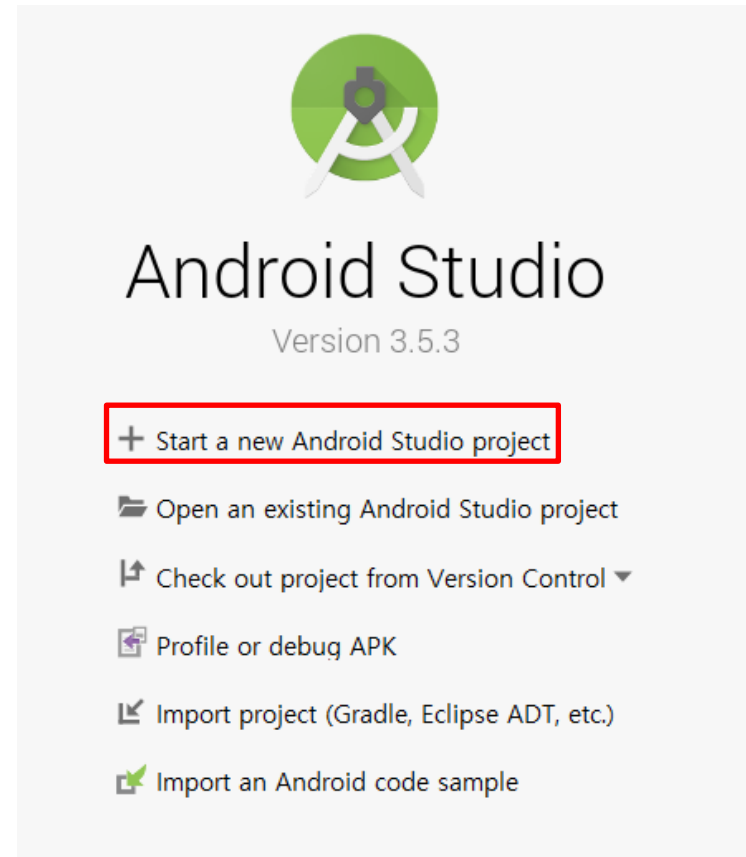 Android Studio
Version 3.5.3
Start a new Android Studio project
Open an existing Android Studio project
Check out project from Version Control
Profile or debug APK
Import project (Gradle, Eclipse ADT, etc.)
Import an Android code sample